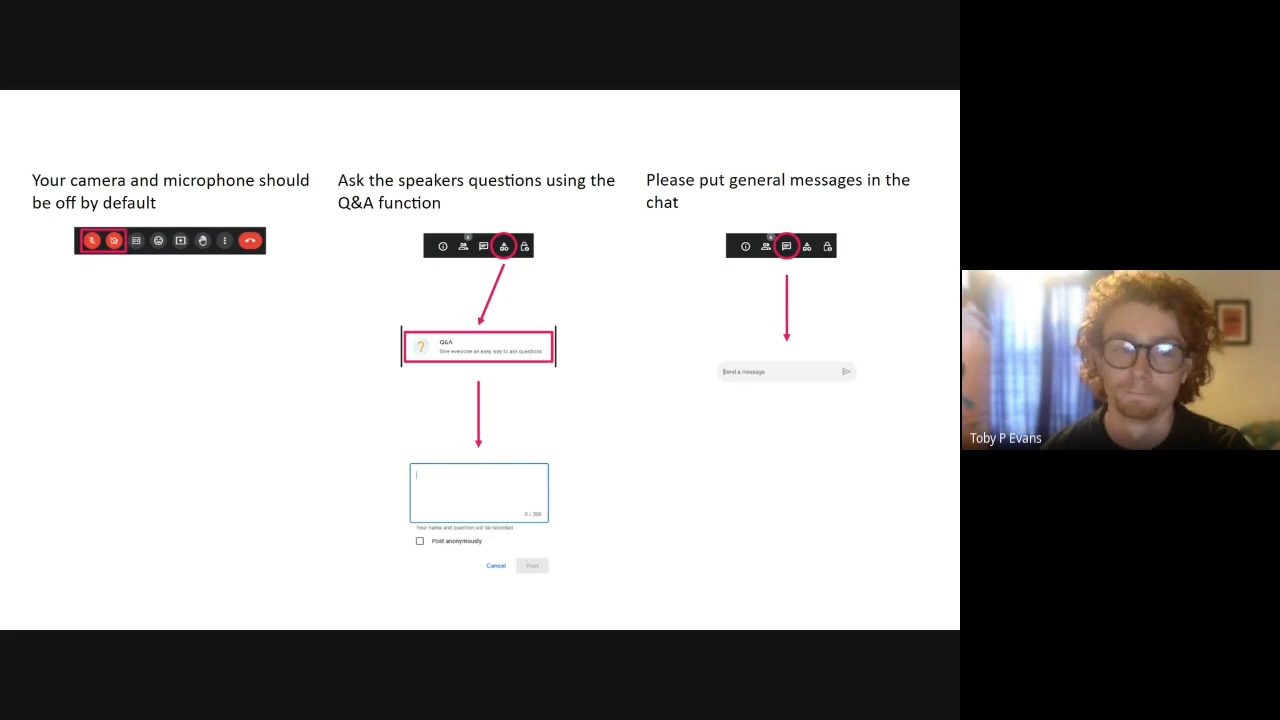 Your camera and microphone should
be off by default
Ask the speakers questions using the
Q&A function
Q&A
Give everyone an easy way to ask questions
0 / 300
Your name and question will be recorded
Post anonymously
Cancel
Post
Please put general messages in the
chat
Send a message
Toby P Evans